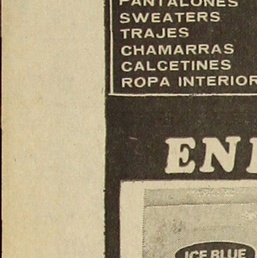 PANTALONES
SWEATERS
TRAJES
CHAMARRAS
CALCETINES
ROPA INTERIOR
ICE BLUE